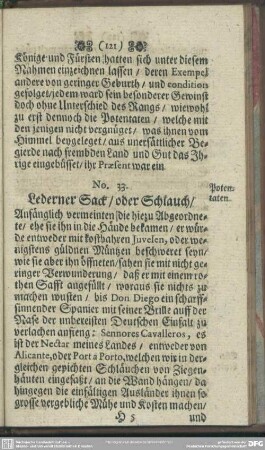 (121)
Könige und Fürsten hatten sich unter diesem
Nahmen einzeichnen lassen / deren Exempel
andere von geringer Geburth / und condition
gefolget / jedem ward sein besonderer Gewinst
doch ohne Unterschied des Rangs / wiewohl
zu erst dennoch die Potentaten / welche mit
den jenigen nicht vergnüget / was ihnen vom
Himmel beygeleget / aus unersättlicher Be-
gierde nach frembden Land und Gut das Ih-
rige eingebüsset / ihr Præsent war ein
No. 33.
Poten-
taten.
Lederner Sack / oder Schlauch /
Anfänglich vermeinten die hiezu Abgeordne-
te / ehe sie ihn in die Hände bekamen / er wür-
de entweder mit kostbahren Juvelen / oder we-
nigstens güldnen Müntzen beschweret seyn /
wie sie aber ihn öffneten / sahen sie mit nicht ge-
ringer Verwunderung / daß er mit einem ro-
then Safft angefüllt / woraus sie nichts zu
machen wusten / bis Don Diego ein scharff-
sinnender Spanier mit seiner Brille auff der
Nase der unbereisten Deutschen Einfalt zu
verlachen auffieng: Sennores Cavalleros, es
ist der Nectar meines Landes / entweder von
Alicante, oder Port a Porto, welchen wir in der-
gleichen gepichten Schläuchen von Ziegen-
häuten eingefast / an die Wand hängen / da
hingegen die einfältigen Ausländer ihnen so
grosse vergebliche Mühe und Kosten machen /
H 5
und